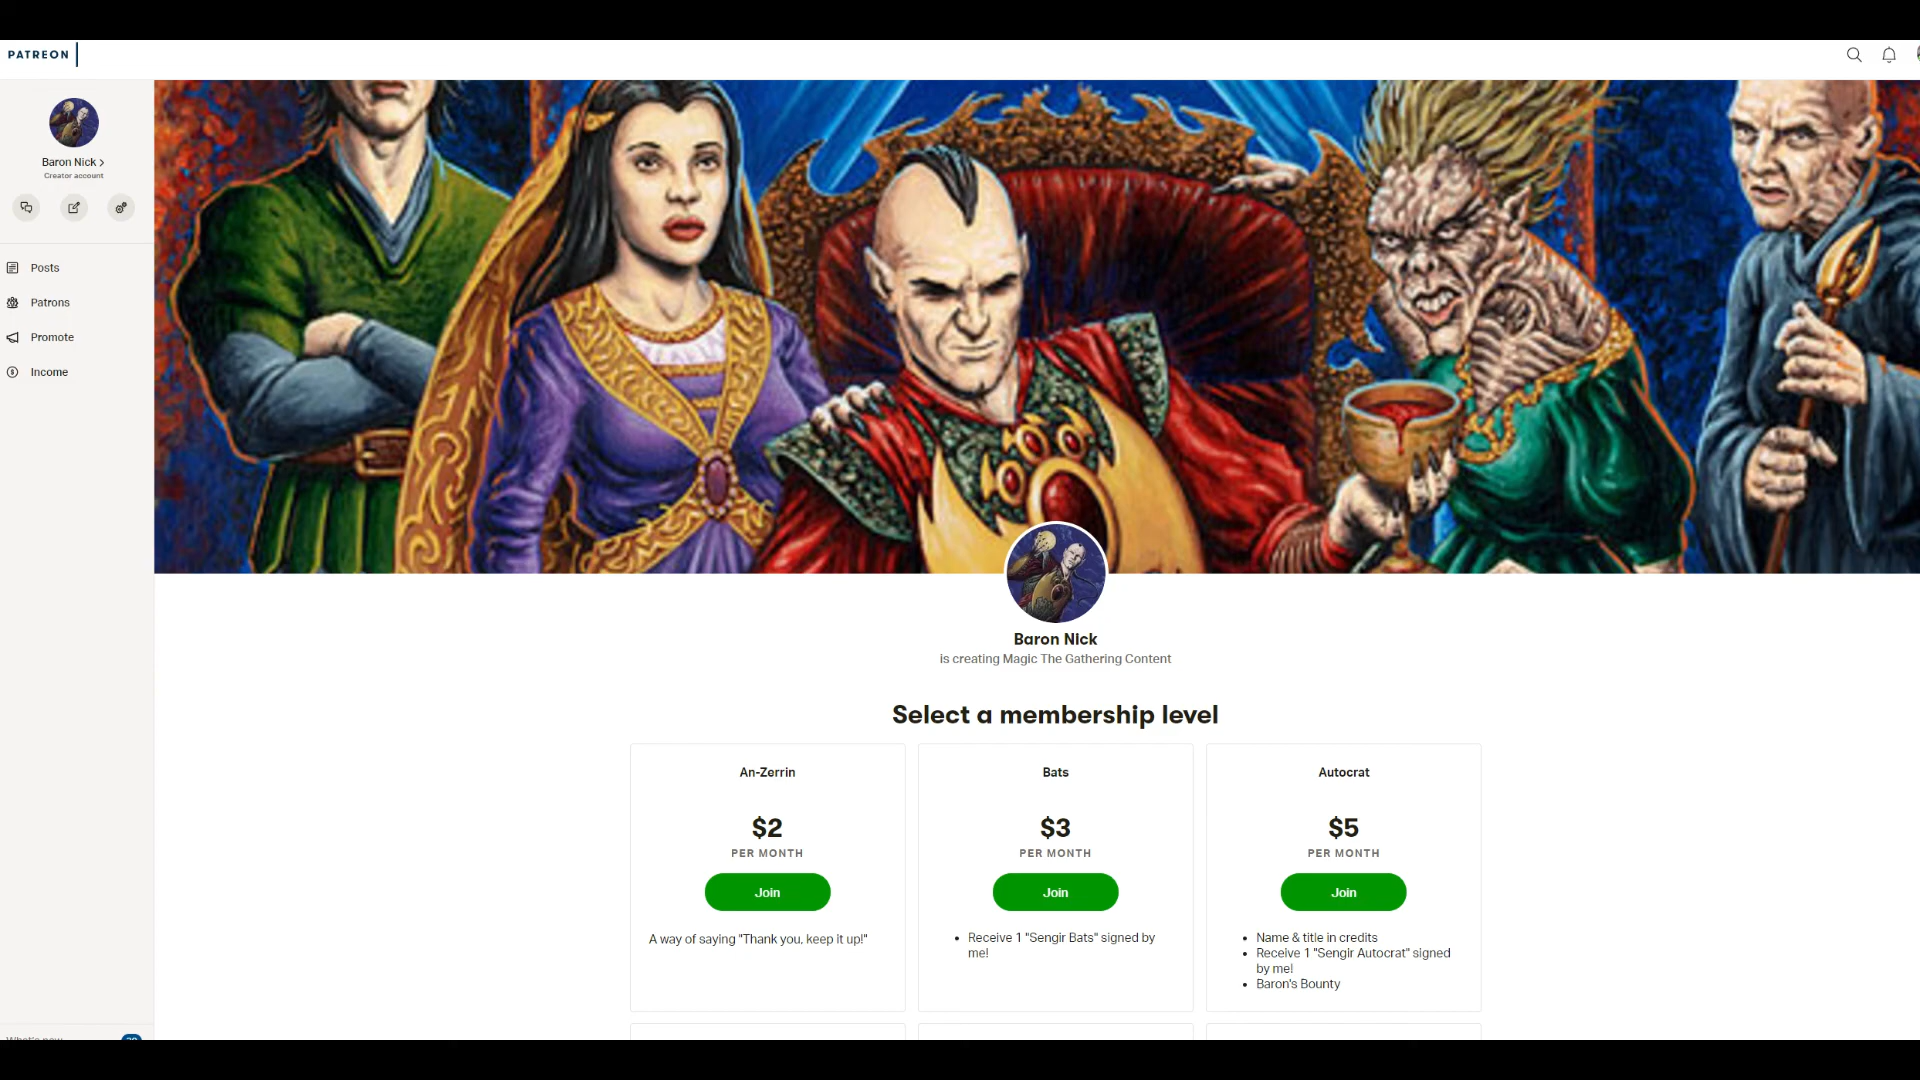 PATREON
Baron Nick
Creator account
Posts
Patrons
Promote
Income
Baron Nick
is creating Magic The Gathering Content
Select a membership level
An-Zerrin
$2
PER MONTH
Join
A way of saying "Thank you, keep it up!"
Bats
$3
PER MONTH
Join
• Receive 1 "Sengir Bats" signed by
me!
Autocrat
$5
PER MONTH
Join
• Name & title in credits
• Receive 1 "Sengir Autocrat" signed
by me!
• Baron's Bounty